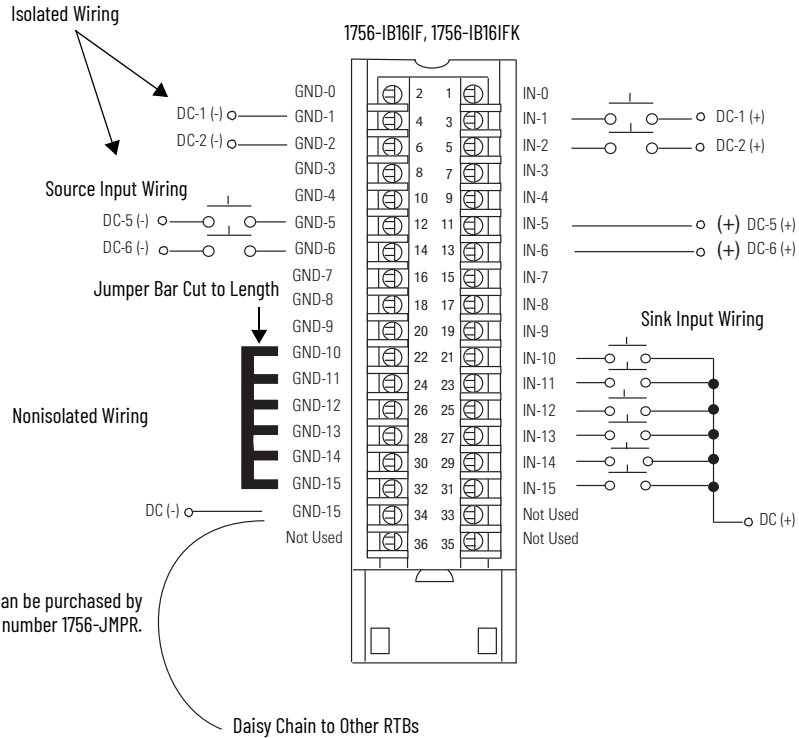 Isolated Wiring
1756-IB16IF, 1756-IB16IFK
GND-0 2 1 IN-0
DC-1 (-) GND-1 4 3 IN-1 DC-1 (+)
DC-2 (-) GND-2 6 5 IN-2 DC-2 (+)
GND-3 8 7 IN-3
Source Input Wiring
GND-4 10 9 IN-4
DC-5 (-) GND-5 12 11 IN-5 (+) DC-5 (+)
DC-6 (-) GND-6 14 13 IN-6 (+) DC-6 (+)
GND-7 16 15 IN-7
Jumper Bar Cut to Length
GND-8 18 17 IN-8
GND-9 20 19 IN-9
Sink Input Wiring
GND-10 22 21 IN-10
GND-11 24 23 IN-11
Nonisolated Wiring
GND-12 26 25 IN-12
GND-13 28 27 IN-13
GND-14 30 29 IN-14
GND-15 32 31 IN-15
DC (-) GND-15 34 33 Not Used DC (+)
Not Used 36 35 Not Used
an be purchased by
number 1756-JMPR.
Daisy Chain to Other RTBs